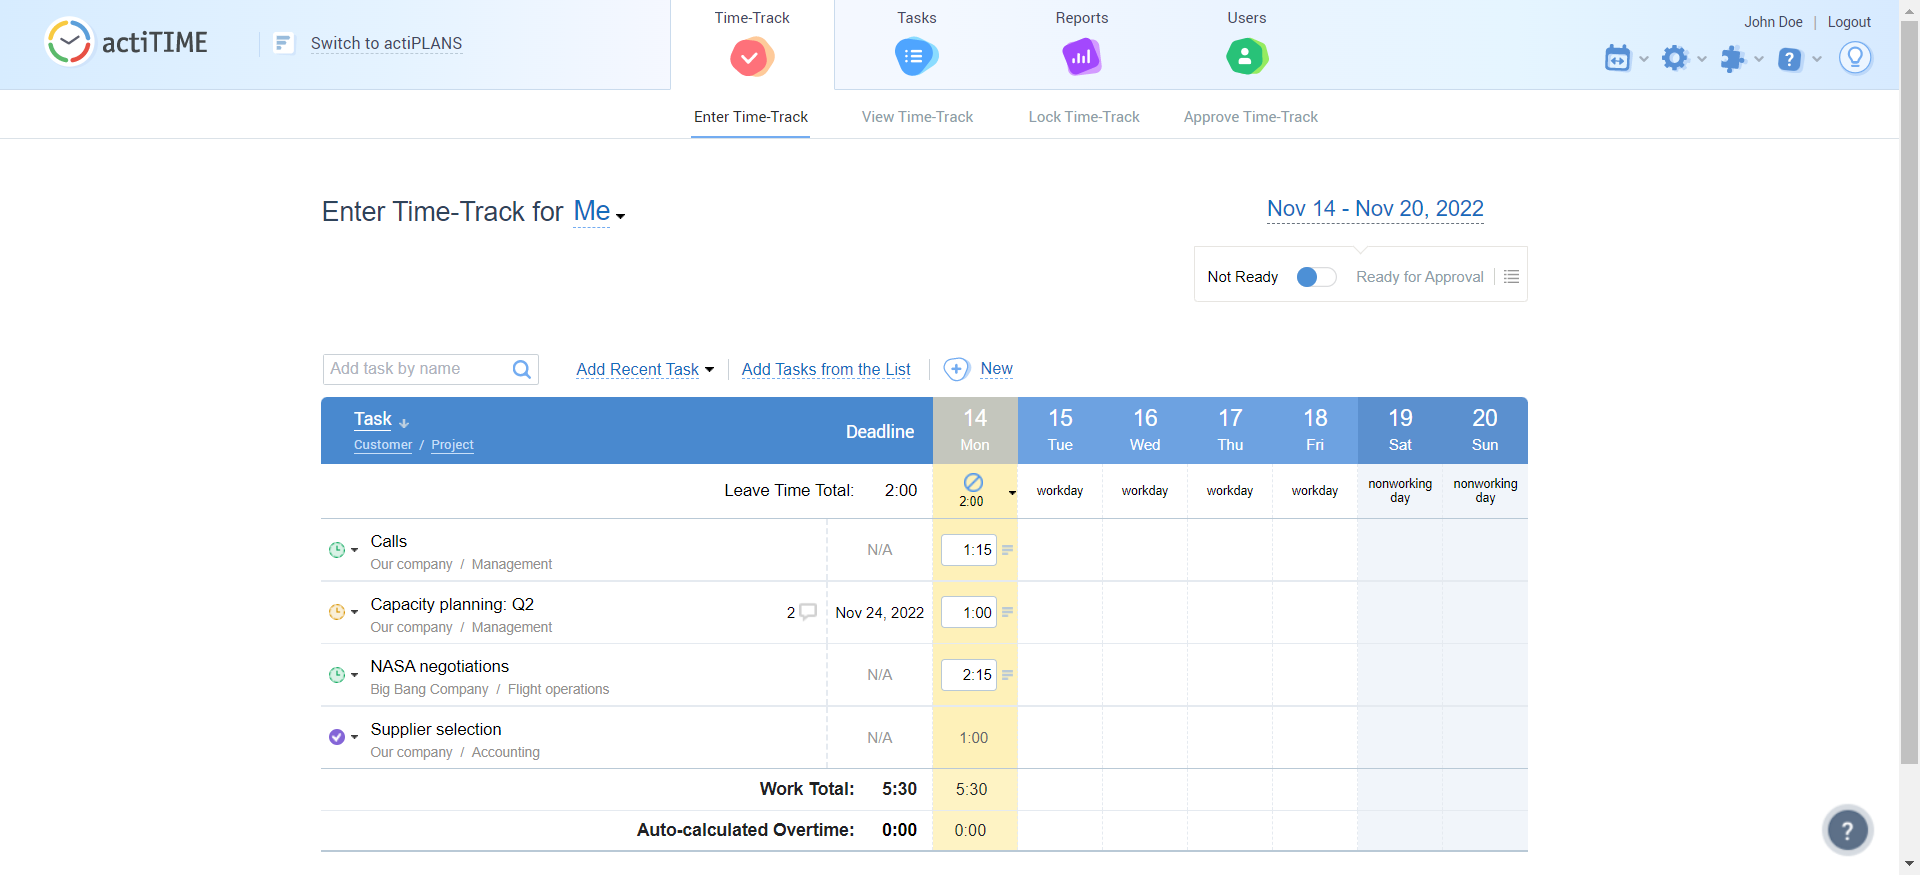 actiTIME
Switch to actiPLANS
Time-Track
Tasks
Reports
Users
John Doe | Logout
Enter Time-Track
View Time-Track
Lock Time-Track
Approve Time-Track
Enter Time-Track for Me
Nov 14 - Nov 20, 2022
Not Ready
Ready for Approval
Add task by name
Add Recent Task
Add Tasks from the List
New
Task
Customer / Project
Deadline
14
Mon
15
Tue
16
Wed
17
Thu
18
Fri
19
Sat
20
Sun
Leave Time Total: 2:00
2:00
workday
workday
workday
workday
nonworking
day
nonworking
day
Calls
Our company / Management
N/A
1:15
Capacity planning: Q2
Our company / Management
2
Nov 24, 2022
1:00
NASA negotiations
Big Bang Company / Flight operations
N/A
2:15
Supplier selection
Our company / Accounting
N/A
1:00
Work Total: 5:30
5:30
Auto-calculated Overtime: 0:00
0:00
?